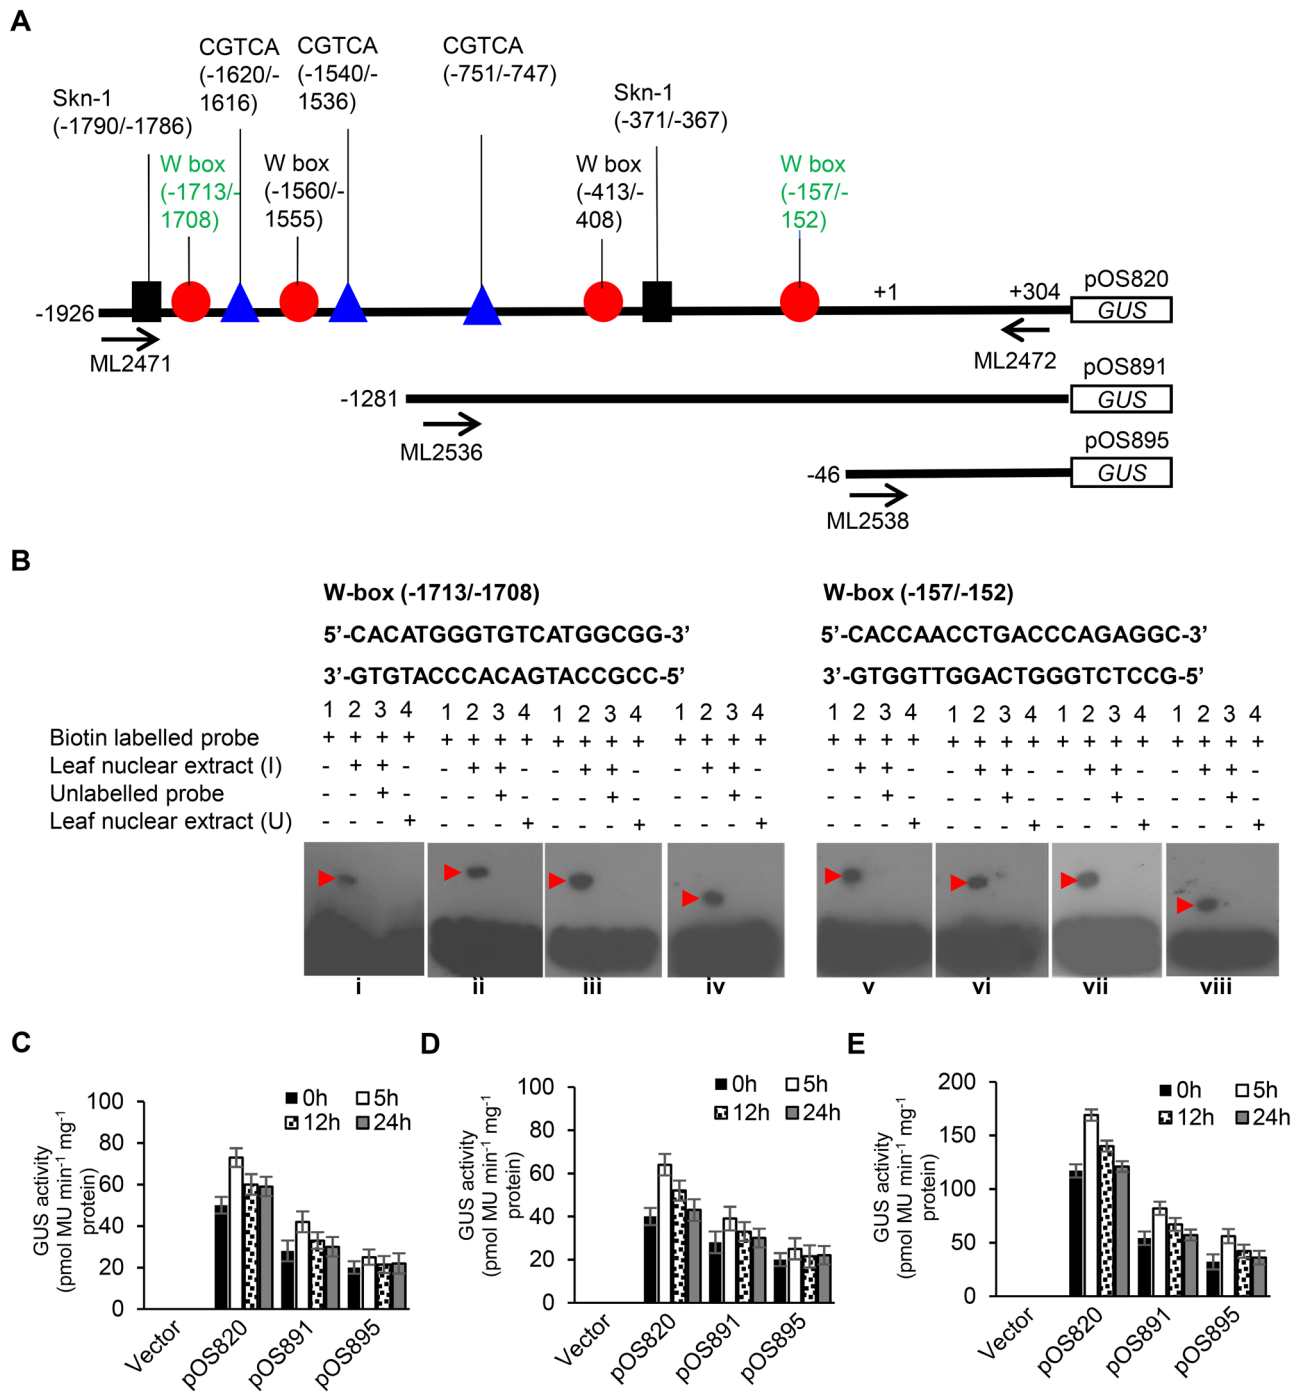 A
CGTCA
(-1620/-
1616)
CGTCA
(-1540/-
1536)
CGTCA
(-751/-747)
Skn-1
(-1790/-1786)
Skn-1
(-371/-367)
W box
(-1713/-
1708)
W box
(-1560/-
1555)
W box
(-413/-
408)
W box
(-157/-
152)
-1926
+1
+304
pOS820
GUS
ML2471
ML2472
-1281
pOS891
GUS
ML2536
-46
pOS895
GUS
ML2538
B
W-box (-1713/-1708)
5’-CACATGGGTGTCATGGCGG-3’
3’-GTGTACCCACAGTACCGCC-5’
W-box (-157/-152)
5’-CACCAACCTGACCCAGAGGC-3’
3’-GTGGTTGGACTGGGTCTCCG-5’
1 2 3 4 1 2 3 4 1 2 3 4 1 2 3 4 1 2 3 4 1 2 3 4 1 2 3 4 1 2 3 4
Biotin labelled probe + + + + + + + + + + + + + + + + + + + + + + + + + + + + + + + +
Leaf nuclear extract (I) - + + - - + + - - + + - - + + - - + + - - + + - - + + - - + + -
Unlabelled probe - - + - - - + - - - + - - - + - - - + - - - + - - - + - - - + -
Leaf nuclear extract (U) - - - + - - - + - - - + - - - + - - - + - - - + - - - + - - - +
i ii iii iv v vi vii viii
C
GUS activity
(pmol MU min-1 mg-1
protein)
100
80
60
40
20
0
0h 5h
12h 24h
Vector
pOS820
pOS891
pOS895
D
GUS activity
(pmol MU min-1 mg-1
protein)
100
80
60
40
20
0
0h 5h
12h 24h
Vector
pOS820
pOS891
pOS895
E
GUS activity
(pmol MU min-1 mg-1
protein)
200
150
100
50
0
0h 5h
12h 24h
Vector
pOS820
pOS891
pOS895